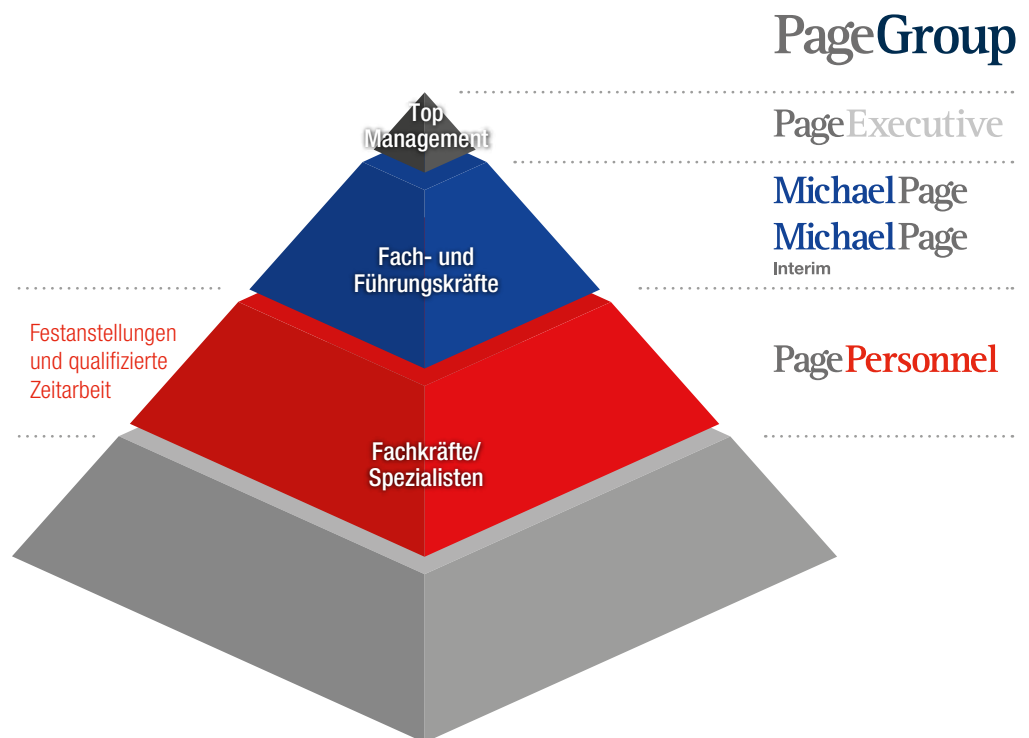 PageGroup
Top
Management
PageExecutive
MichaelPage
MichaelPage
Interim
Fach- und
Führungskräfte
Festanstellungen
und qualifizierte
Zeitarbeit
PagePersonnel
Fachkräfte/
Spezialisten